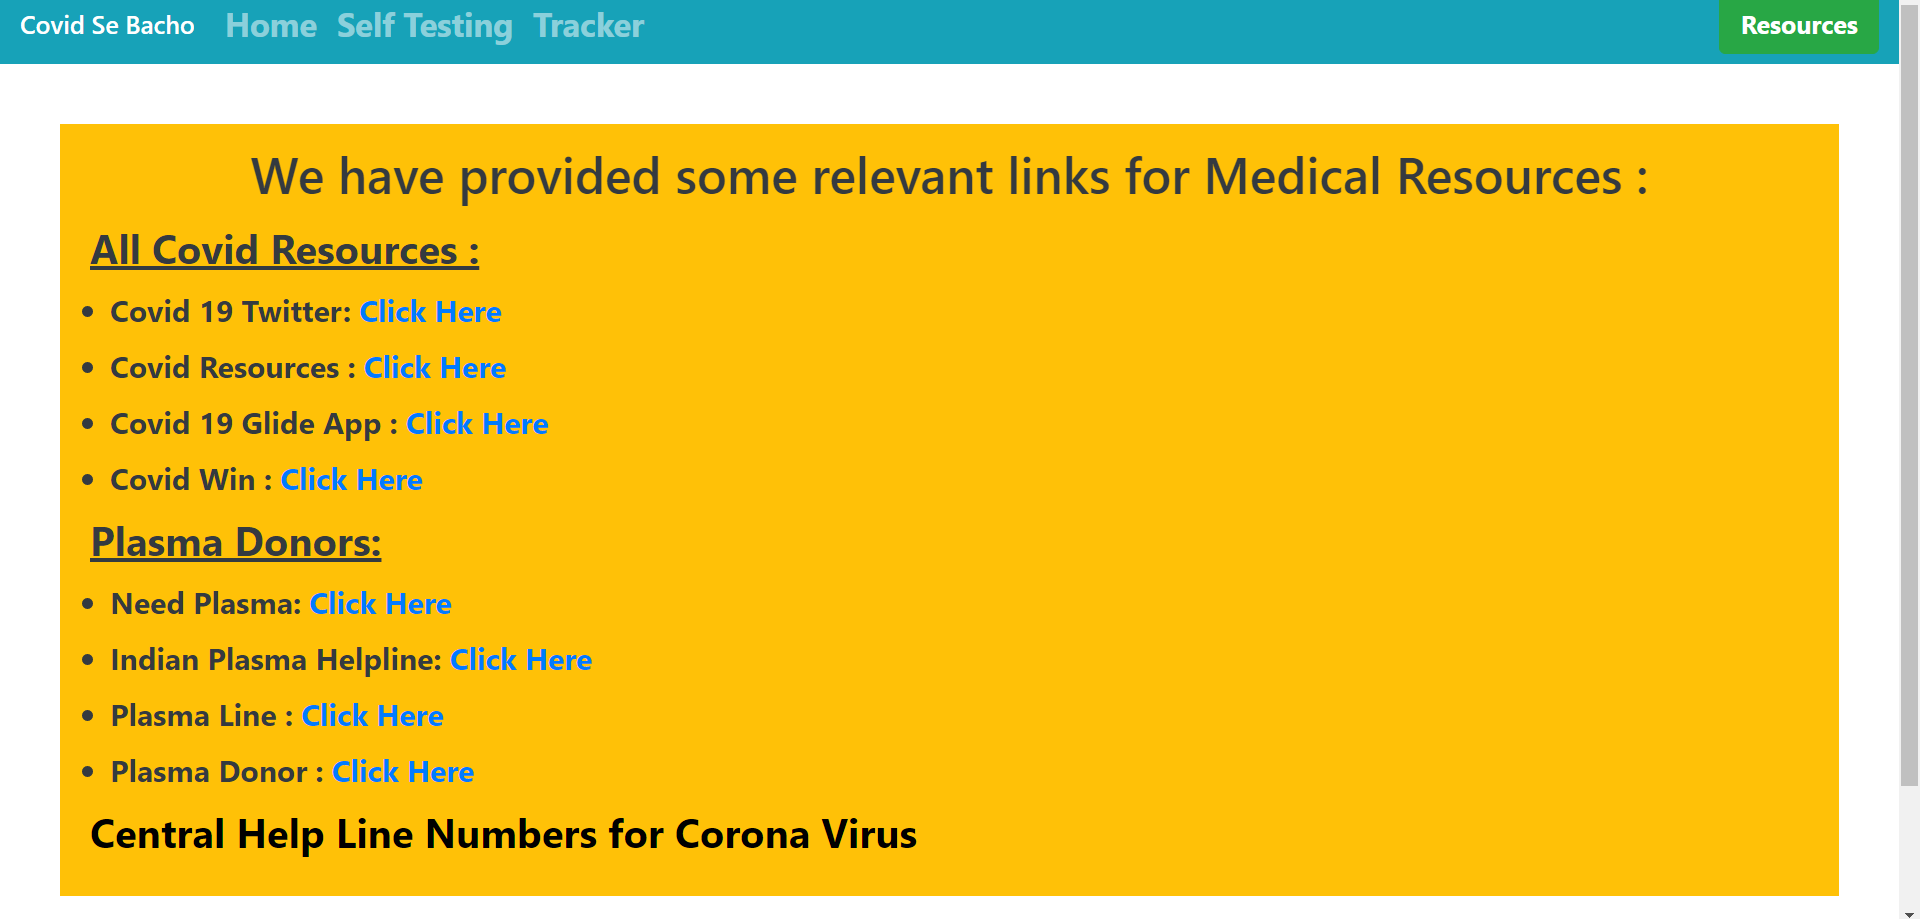 Covid Se Bacho Home Self Testing Tracker Resources
We have provided some relevant links for Medical Resources :
All Covid Resources :
• Covid 19 Twitter: Click Here
• Covid Resources : Click Here
• Covid 19 Glide App : Click Here
• Covid Win : Click Here
Plasma Donors:
• Need Plasma: Click Here
• Indian Plasma Helpline: Click Here
• Plasma Line : Click Here
• Plasma Donor : Click Here
Central Help Line Numbers for Corona Virus